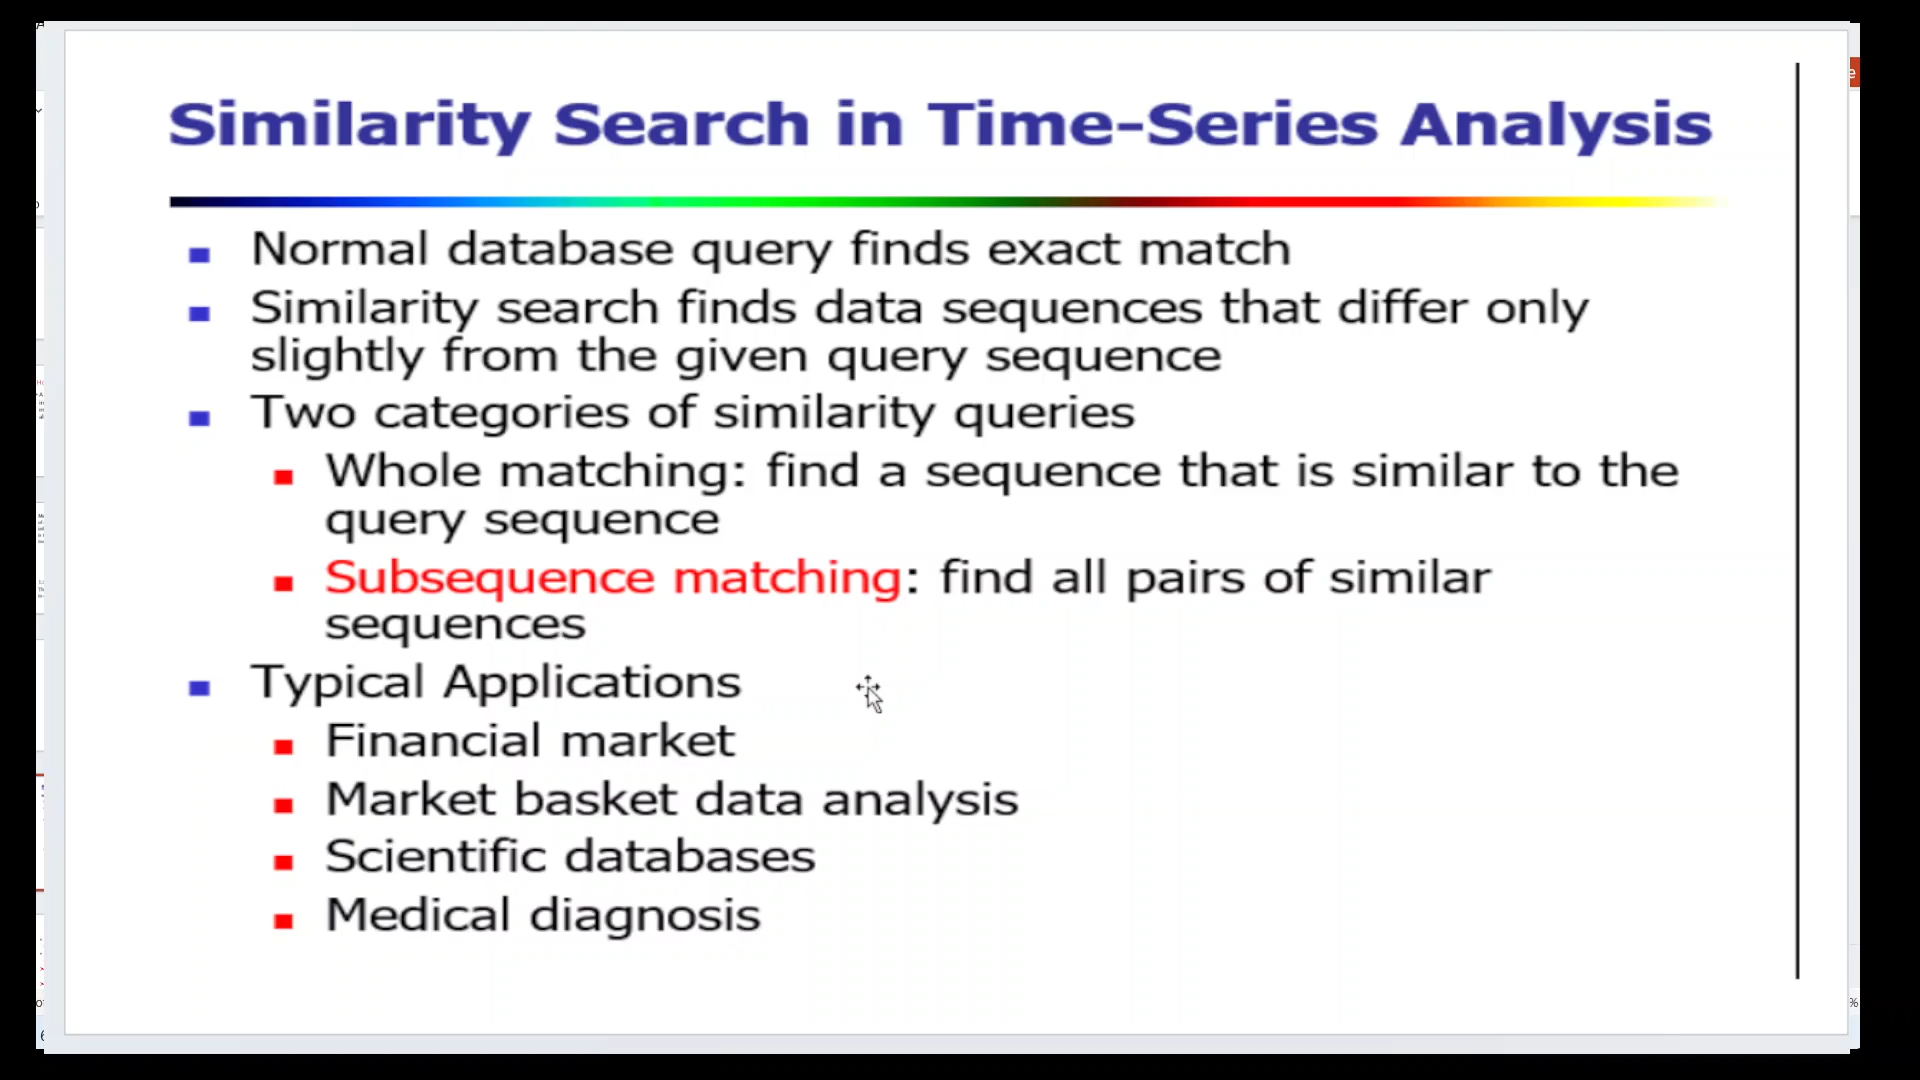 Similarity Search in Time-Series Analysis
Normal database query finds exact match
Similarity search finds data sequences that differ only
slightly from the given query sequence
Two categories of similarity queries
Whole matching: find a sequence that is similar to the
query sequence
Subsequence matching: find all pairs of similar
sequences
Typical Applications
Financial market
Market basket data analysis
Scientific databases
Medical diagnosis